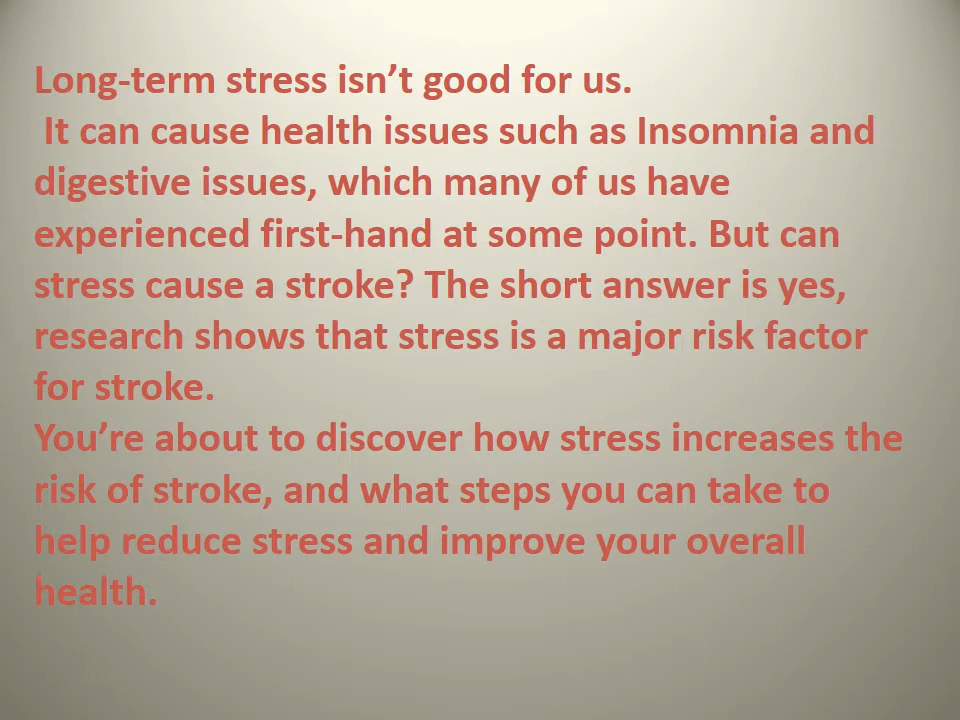 Long-term stress isn’t good for us.
It can cause health issues such as Insomnia and
digestive issues, which many of us have
experienced first-hand at some point. But can
stress cause a stroke? The short answer is yes,
research shows that stress is a major risk factor
for stroke.
You’re about to discover how stress increases the
risk of stroke, and what steps you can take to
help reduce stress and improve your overall
health.